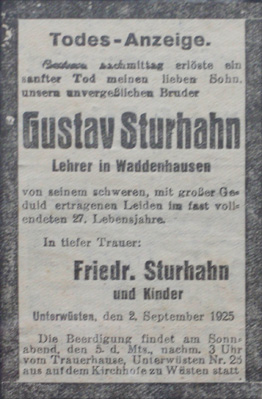 Todes-Anzeige.
Gestern nachmittag erlöste ein
sanfter Tod meinen lieben Sohn,
unsern unvergeßlichen Bruder
Gustav Sturhahn
Lehrer in Waddenhausen
von seinem schweren, mit großer Ge-
duld ertragenen Leiden im fast voll-
endeten 27. Lebensjahre.
In tiefer Trauer:
Friedr. Sturhahn
und Kinder
Unterwüsten, den 2. September 1925
Die Beerdigung findet am Sonn-
abend, den 5. d. Mts., nachm. 3 Uhr
vom Trauerhause, Unterwüsten Nr. 25
aus auf dem Kirchhofe zu Wüsten statt